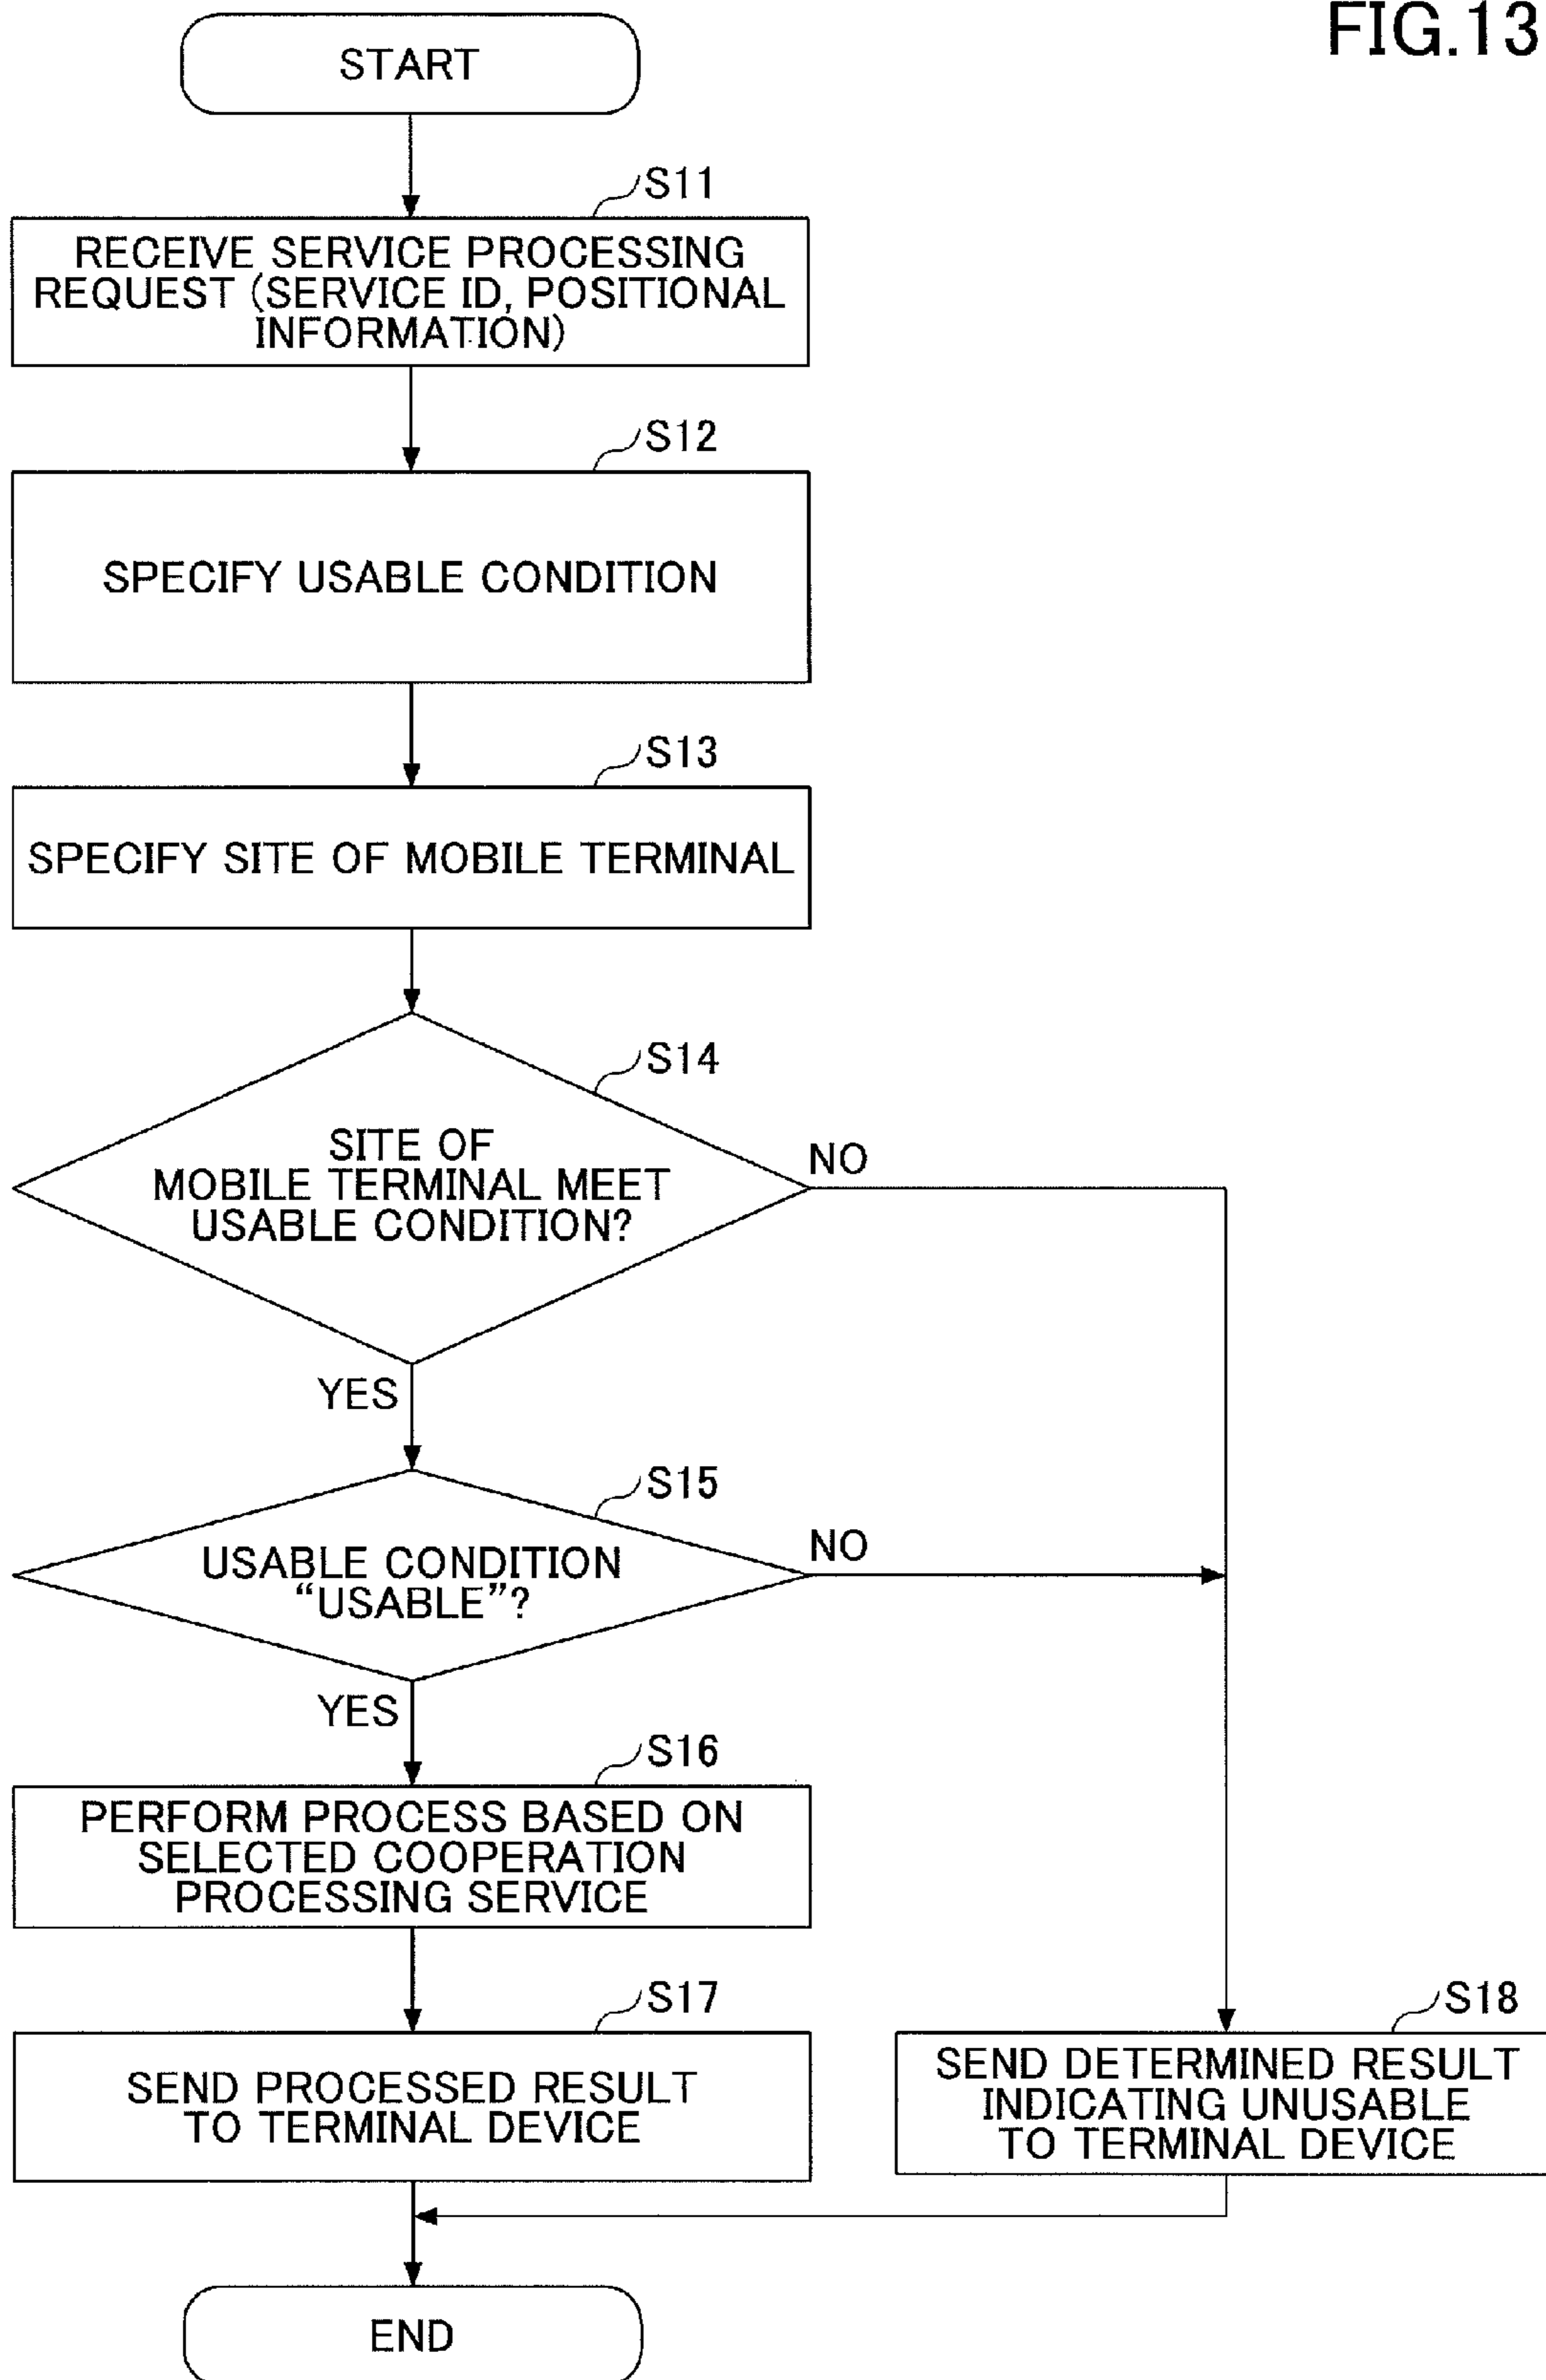 FIG.13
START
S11
RECEIVE SERVICE PROCESSING
REQUEST (SERVICE ID, POSITIONAL
INFORMATION)
S12
SPECIFY USABLE CONDITION
S13
SPECIFY SITE OF MOBILE TERMINAL
S14
SITE OF
MOBILE TERMINAL MEET
USABLE CONDITION?
NO
YES
S15
USABLE CONDITION
“USABLE”?
NO
YES
S16
PERFORM PROCESS BASED ON
SELECTED COOPERATION
PROCESSING SERVICE
S17
SEND PROCESSED RESULT
TO TERMINAL DEVICE
S18
SEND DETERMINED RESULT
INDICATING UNUSABLE
TO TERMINAL DEVICE
END